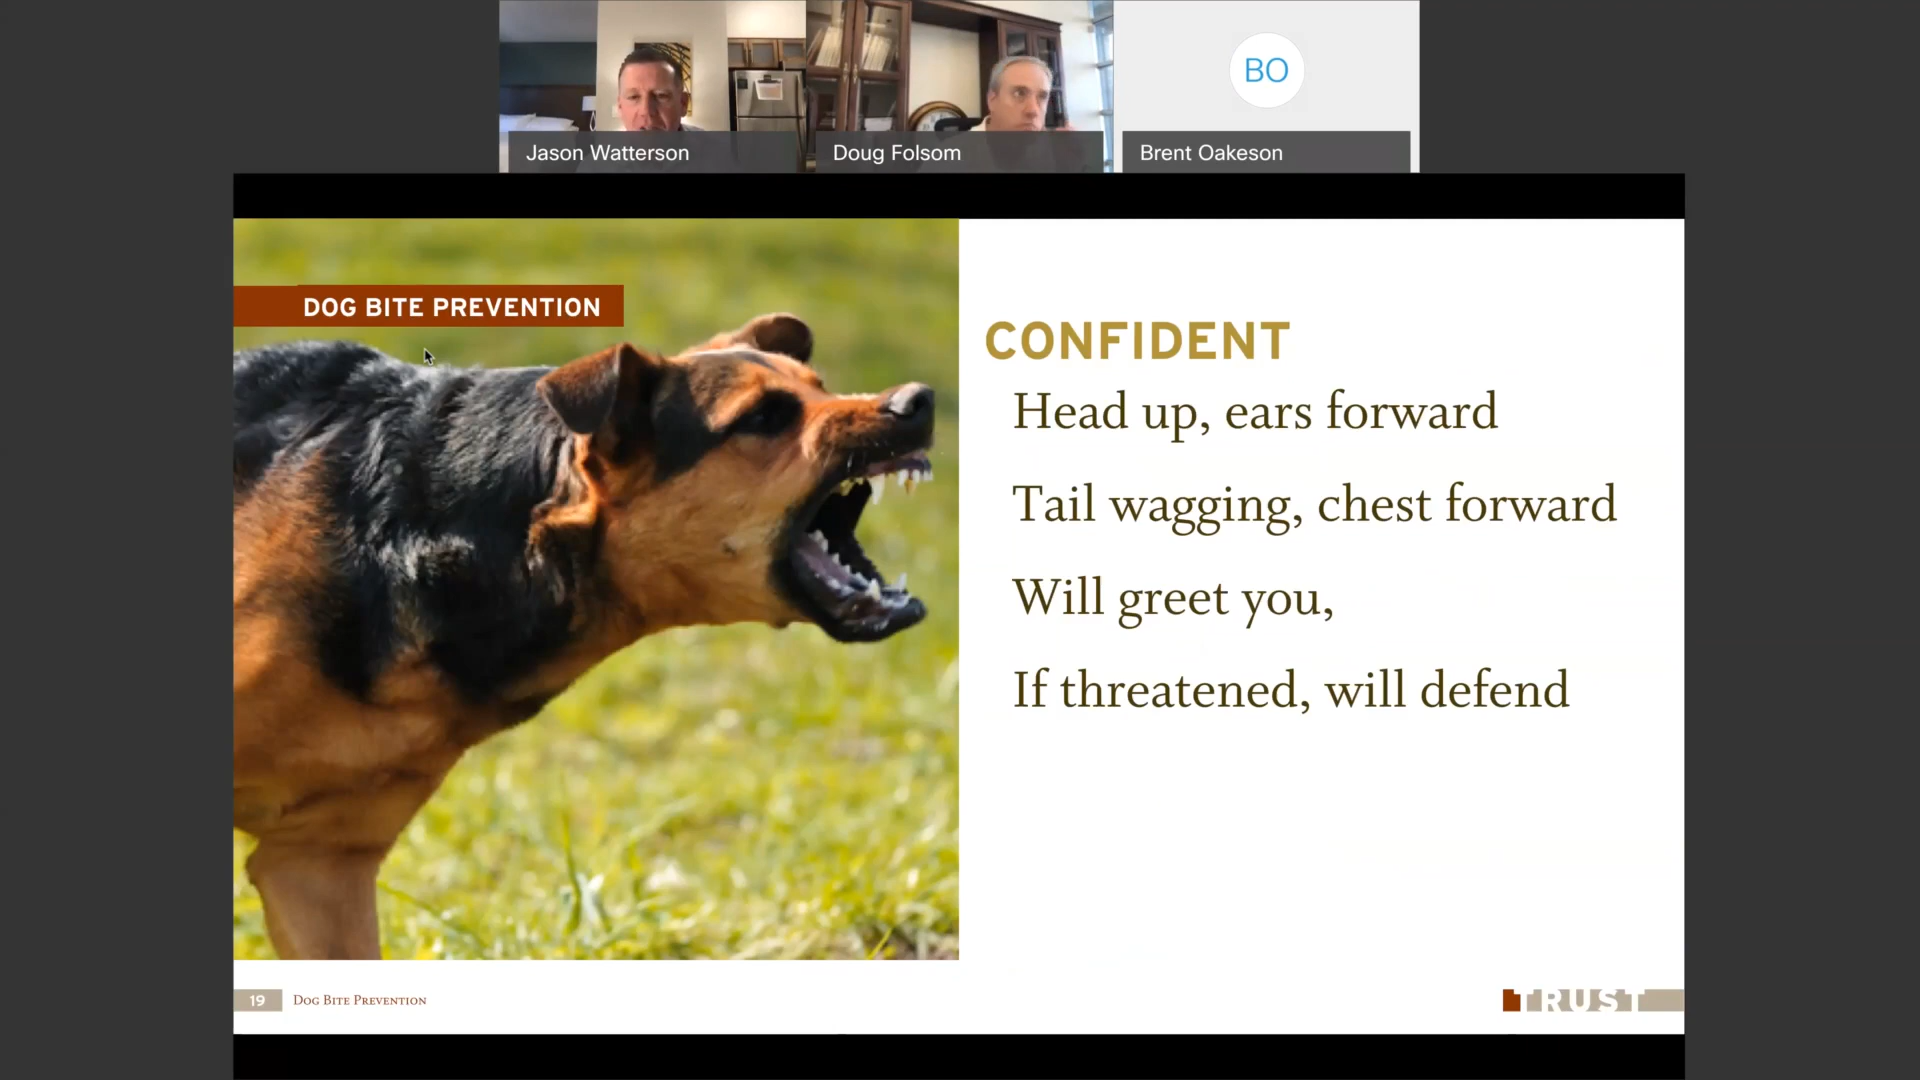 Jason Watterson
Doug Folsom
BO
Brent Oakeson
DOG BITE PREVENTION
CONFIDENT
Head up, ears forward
Tail wagging, chest forward
Will greet you,
If threatened, will defend
19
Dog Bite Prevention
TRUST